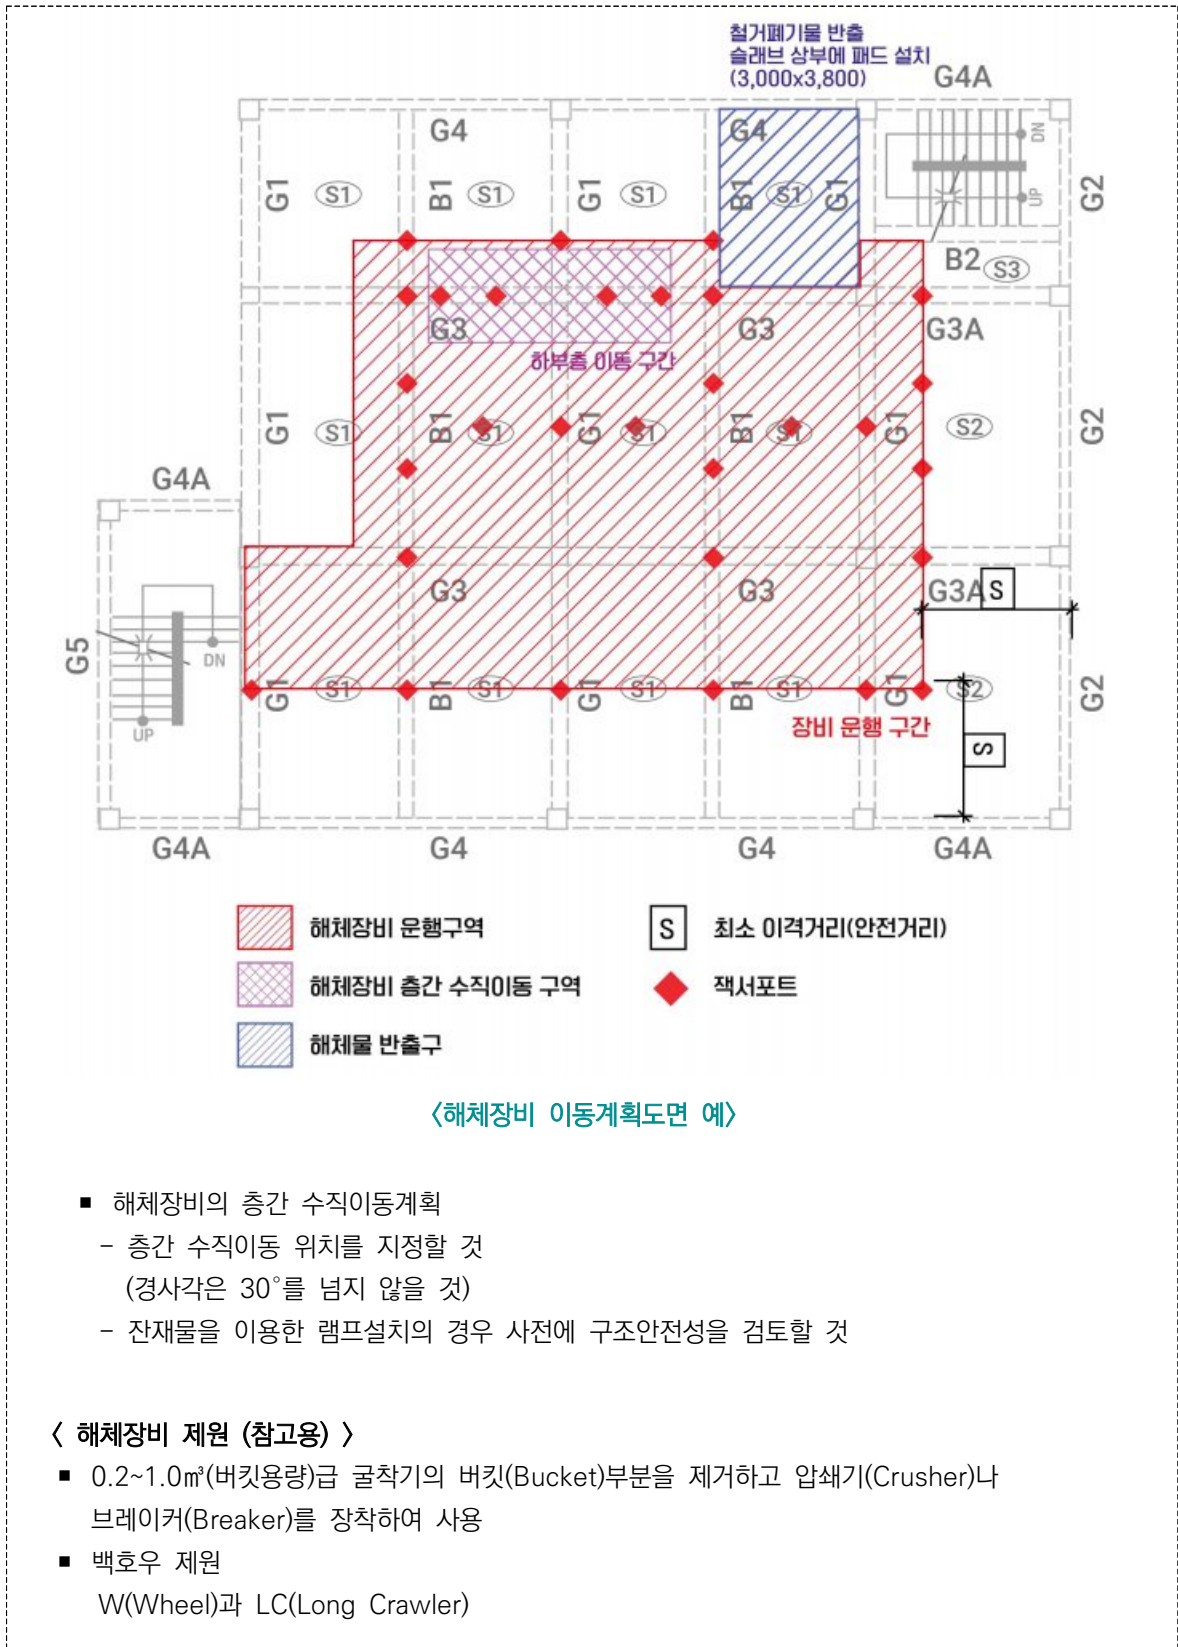 철거폐기물 반출
슬래브 상부에 패드 설치
(3,000x3,800)
G4A
G4
G4
DN
G1
S1
B1
S1
G1
S1
B1
S1
G1
UP
G2
B2
S3
G3
G3
G3A
하부층 이동 구간
G1
S1
B1
S1
G1
S1
B1
S1
G1
S2
G2
G4A
G3
G3
G3A
S
G5
DN
UP
G1
S1
B1
S1
G1
S1
B1
S1
G1
S2
G2
장비 운행 구간
S
G4A
G4
G4
G4A
해체장비 운행구역
S 최소 이격거리(안전거리)
해체장비 층간 수직이동 구역
잭서포트
해체물 반출구
<해체장비 이동계획도면 예>
▪ 해체장비의 층간 수직이동계획
- 층간 수직이동 위치를 지정할 것
(경사각은 30°를 넘지 않을 것)
- 잔재물을 이용한 램프설치의 경우 사전에 구조안전성을 검토할 것
< 해체장비 제원 (참고용) >
▪ 0.2~1.0㎥(버킷용량)급 굴착기의 버킷(Bucket)부분을 제거하고 압쇄기(Crusher)나
브레이커(Breaker)를 장착하여 사용
▪ 백호우 제원
W(Wheel)과 LC(Long Crawler)